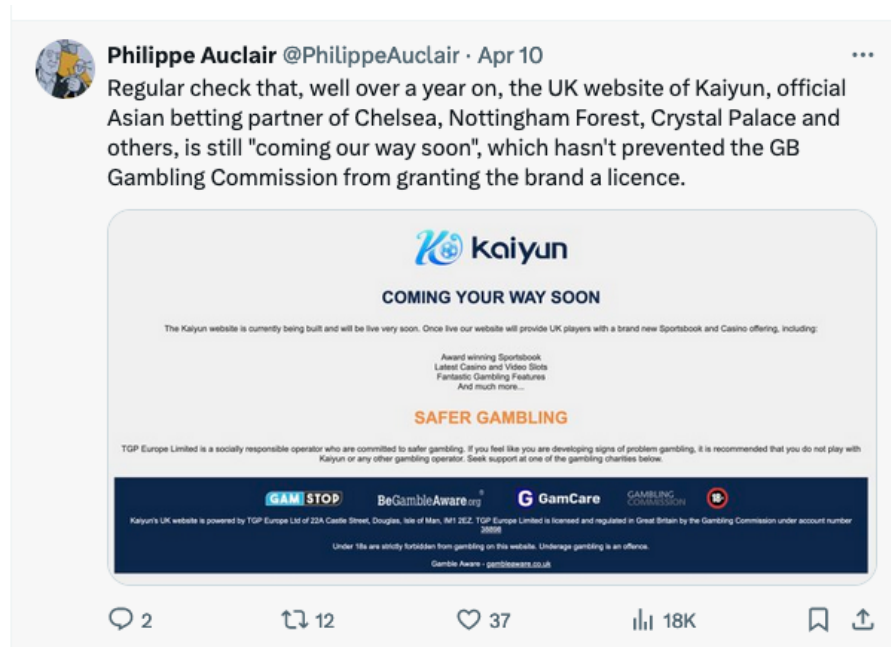 Philippe Auclair @PhilippeAuclair · Apr 10
Regular check that, well over a year on, the UK website of Kaiyun, official
Asian betting partner of Chelsea, Nottingham Forest, Crystal Palace and
others, is still "coming our way soon", which hasn't prevented the GB
Gambling Commission from granting the brand a licence.
kaiyun
COMING YOUR WAY SOON
The Kaiyun website is currently being built and will be live very soon. Once live our website will provide UK players with a brand new Sportsbook and Casino offering, including:
Award winning Sportsbook
Latest Casino and Video Slots
Fantastic Gambling Features
And much more...
SAFER GAMBLING
TGP Europe Limited is a socially responsible operator who are committed to safer gambling. If you feel like you are developing signs of problem gambling, it is recommended that you do not play with
Kaiyun or any other gambling operator. Seek support at one of the gambling charities below.
GAMSTOP BeGambleAware.org® G GamCare GAMBLING COMMISSION 18+
Kaiyun's UK website is powered by TGP Europe Ltd of 22A Castle Street, Douglas, Isle of Man, IM1 2EZ. TGP Europe Limited is licensed and regulated in Great Britain by the Gambling Commission under account number
38898
Under 18s are strictly forbidden from gambling on this website. Underage gambling is an offence.
Gamble Aware - gambleaware.co.uk
2 12 37 18K